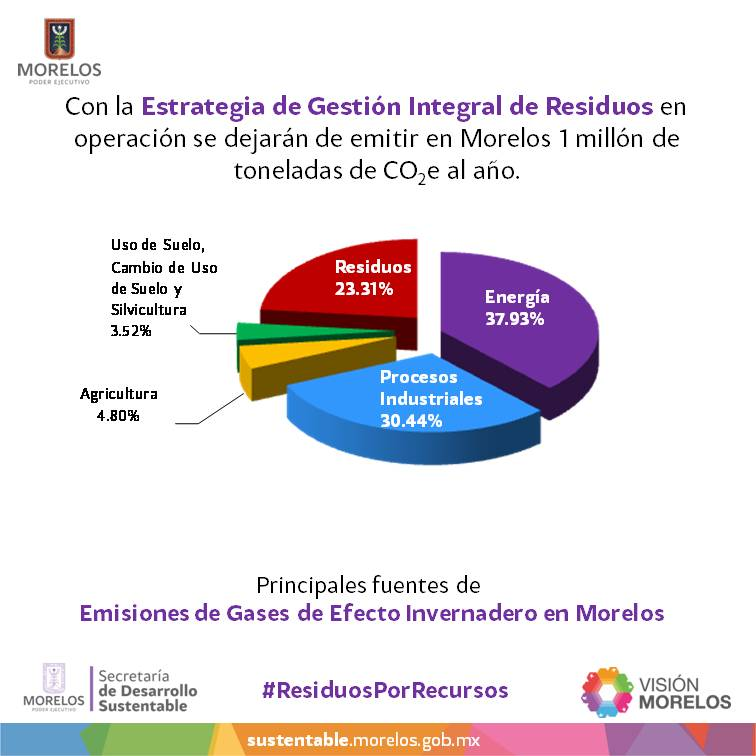 MORELOS
PODER EJECUTIVO
Con la Estrategia de Gestión Integral de Residuos en
operación se dejarán de emitir en Morelos 1 millón de
toneladas de CO₂e al año.
Uso de Suelo,
Cambio de Uso
de Suelo y
Silvicultura
3.52%
Residuos
23.31%
Energía
37.93%
Agricultura
4.80%
Procesos
Industriales
30.44%
Principales fuentes de
Emisiones de Gases de Efecto Invernadero en Morelos
MORELOS
PODER EJECUTIVO
Secretaría
de Desarrollo
Sustentable
#ResiduosPorRecursos
VISIÓN
MORELOS
sustentable.morelos.gob.mx